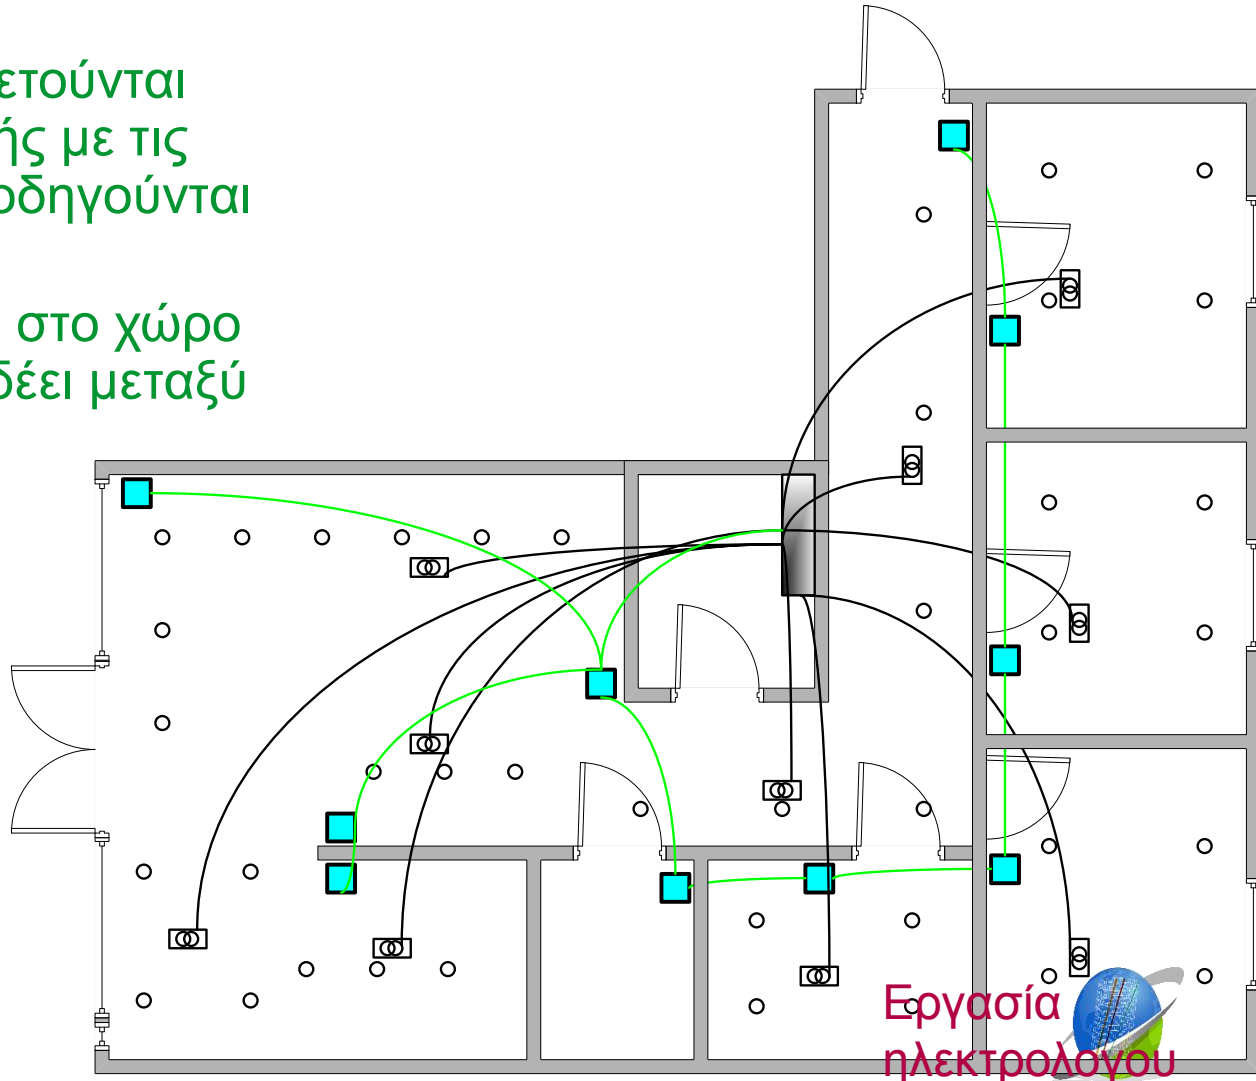 ετούνται
ής με τις
οδηγούνται
στο χώρο
δέει μεταξύ
Εργασία
ηλεκτρολόγου